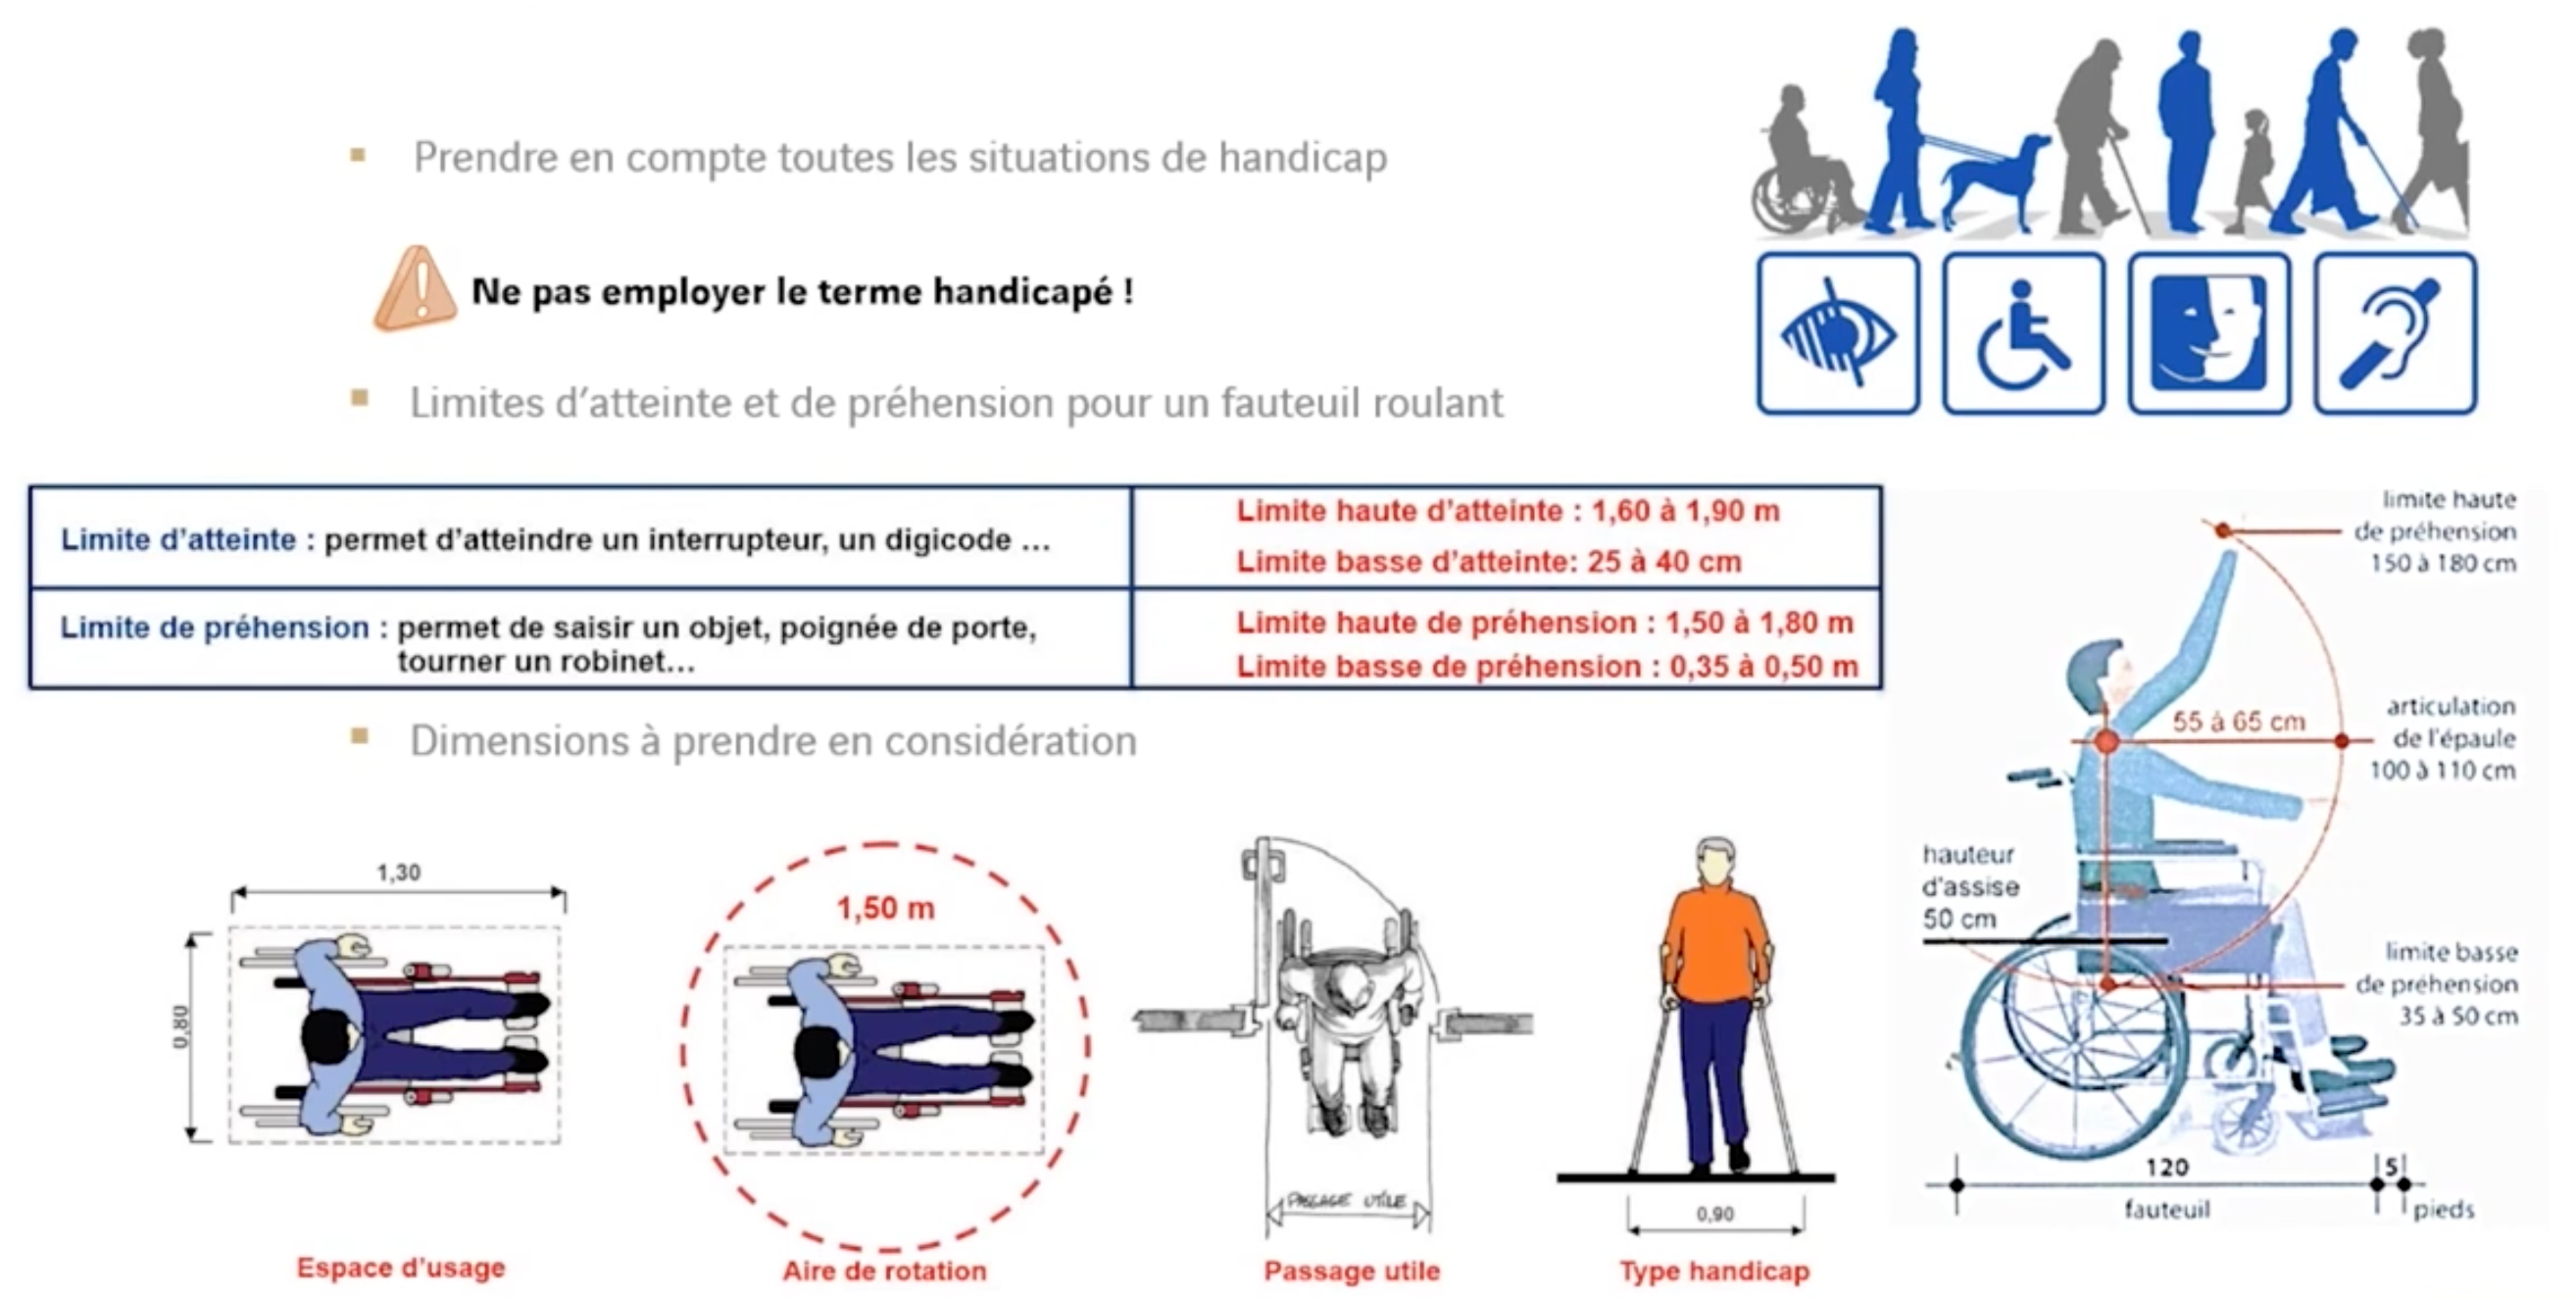 Prendre en compte toutes les situations de handicap
Ne pas employer le terme handicapé !
Limites d'atteinte et de préhension pour un fauteuil roulant
Limite d'atteinte : permet d'atteindre un interrupteur, un digicode ...
Limite haute d'atteinte : 1,60 à 1,90 m
Limite basse d'atteinte: 25 à 40 cm
Limite de préhension : permet de saisir un objet, poignée de porte,
tourner un robinet...
Limite haute de préhension : 1,50 à 1,80 m
Limite basse de préhension : 0,35 à 0,50 m
limite haute
de préhension
150 à 180 cm
55 à 65 cm
articulation
de l'épaule
100 à 110 cm
hauteur
d'assise
50 cm
limite basse
de préhension
35 à 50 cm
120
5
fauteuil
pieds
Dimensions à prendre en considération
1,30
0,80
Espace d'usage
1,50 m
Aire de rotation
PASSAGE UTILE
Passage utile
0,90
Type handicap